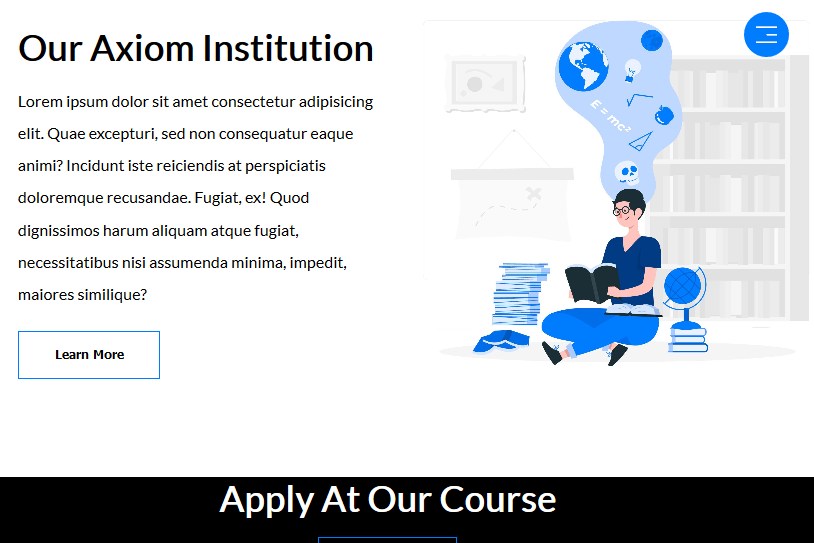 Our Axiom Institution
Lorem ipsum dolor sit amet consectetur adipisicing
elit. Quae excepturi, sed non consequatur eaque
animi? Incidunt iste reiciendis at perspiciatis
doloremque recusandae. Fugiat, ex! Quod
dignissimos harum aliquam atque fugiat,
necessitatibus nisi assumenda minima, impedit,
maiores similique?
Learn More
E = mc²
Apply At Our Course